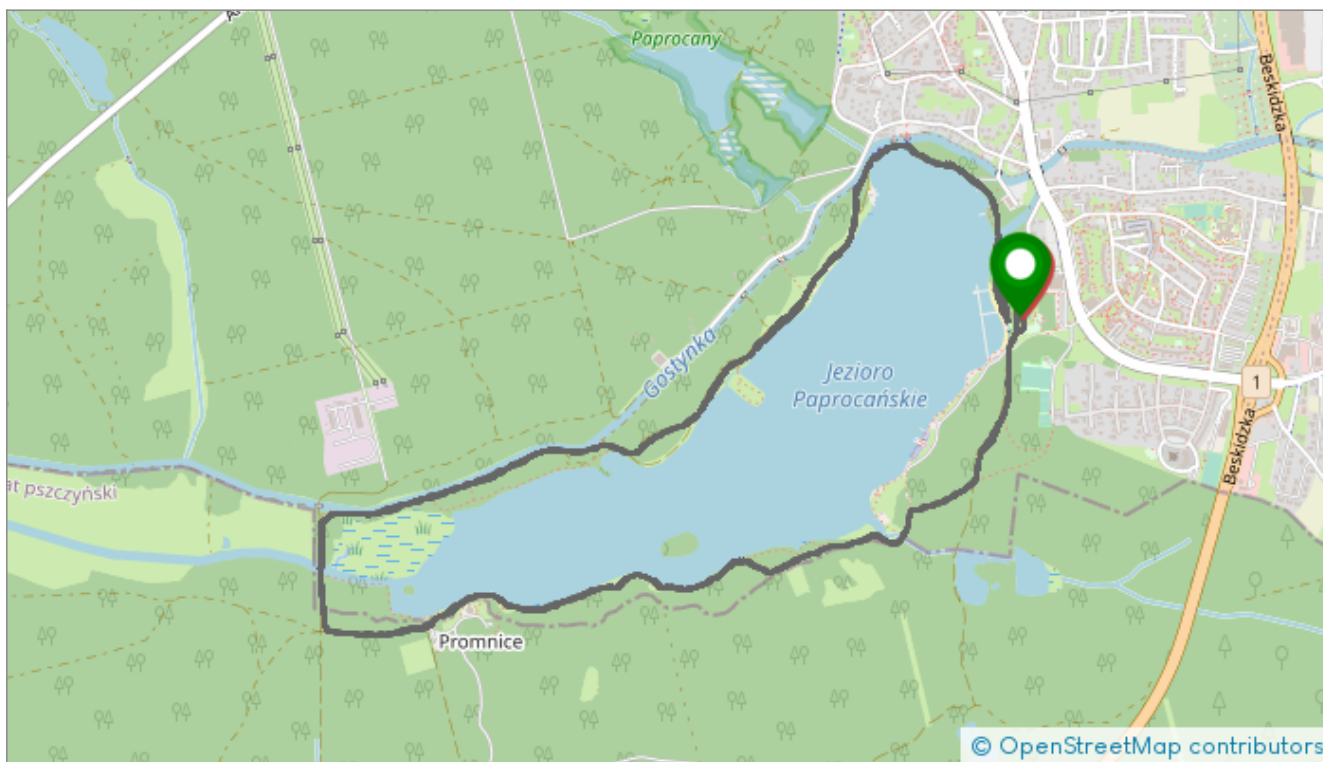 Paprocany
Beskidzka
Gostynka
Jezioro
Paprocańskie
1
Beskidzka
at pszczyński
Promnice
© OpenStreetMap contributors